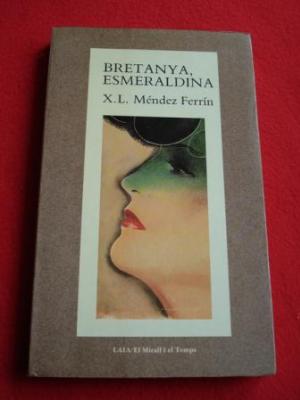 BRETANYA,
ESMERALDINA
X.L. Méndez Ferrín
LAIA/El Mirall i el Temps